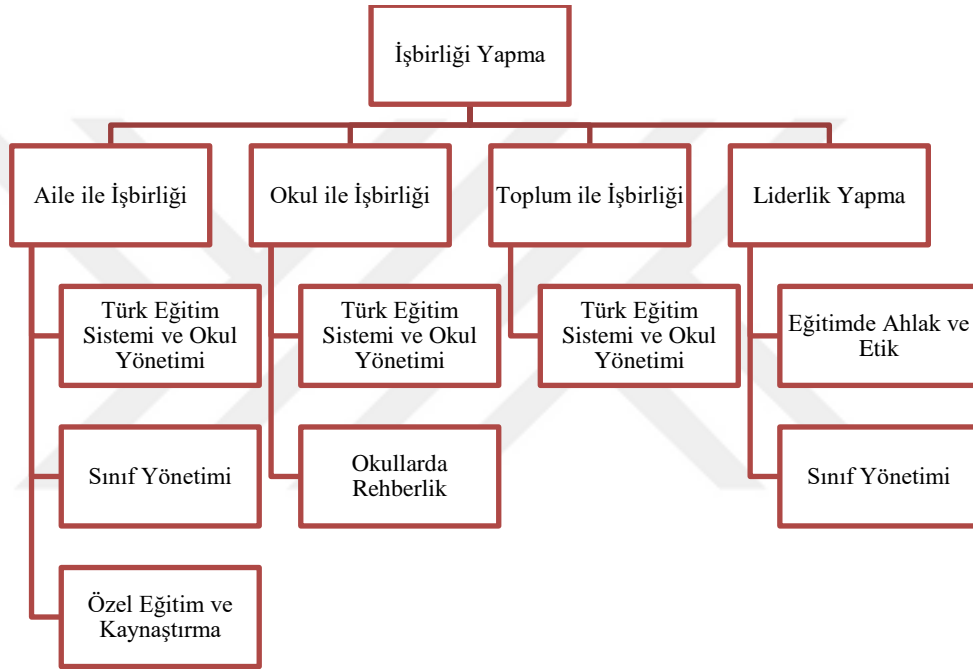 İşbirliği Yapma
Aile ile İşbirliği
Okul ile İşbirliği
Toplum ile İşbirliği
Liderlik Yapma
Türk Eğitim
Sistemi ve Okul
Yönetimi
Türk Eğitim
Sistemi ve Okul
Yönetimi
Türk Eğitim
Sistemi ve Okul
Yönetimi
Eğitimde Ahlak ve
Etik
Sınıf Yönetimi
Okullarda
Rehberlik
Sınıf Yönetimi
Özel Eğitim ve
Kaynaştırma